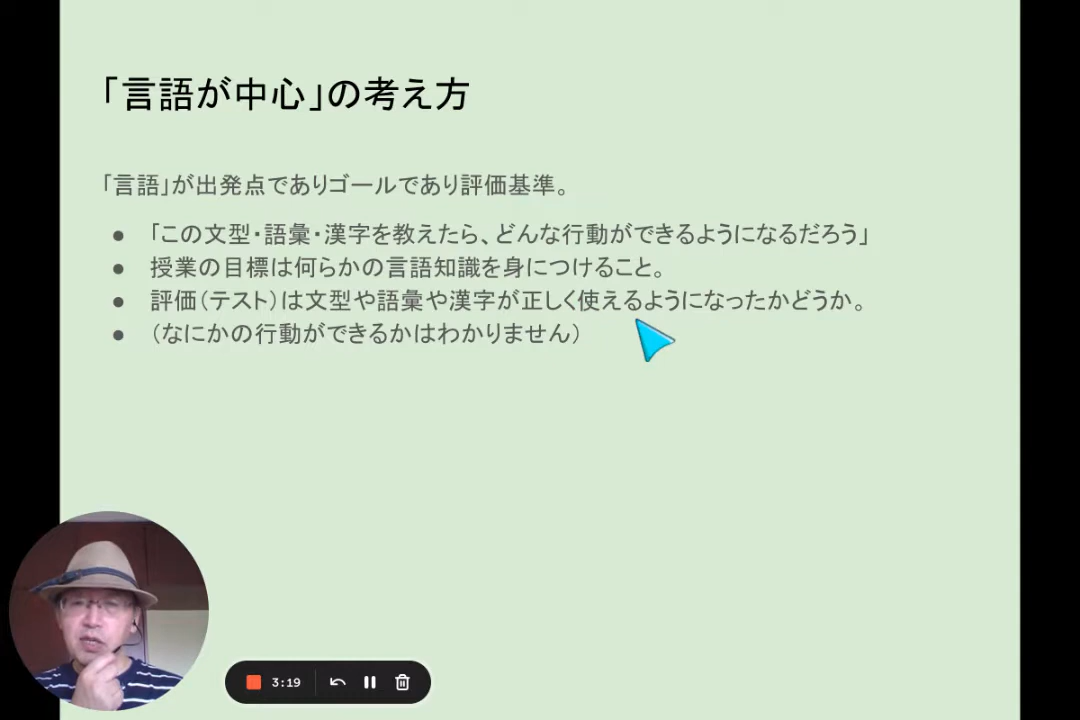 「言語が中心」の考え方
「言語」が出発点でありゴールであり評価基準。
● 「この文型・語彙・漢字を教えたら、どんな行動ができるようになるだろう」
● 授業の目標は何らかの言語知識を身につけること。
● 評価（テスト）は文型や語彙や漢字が正しく使えるようになったかどうか。
● （なにかの行動ができるかはわかりません）
3:19